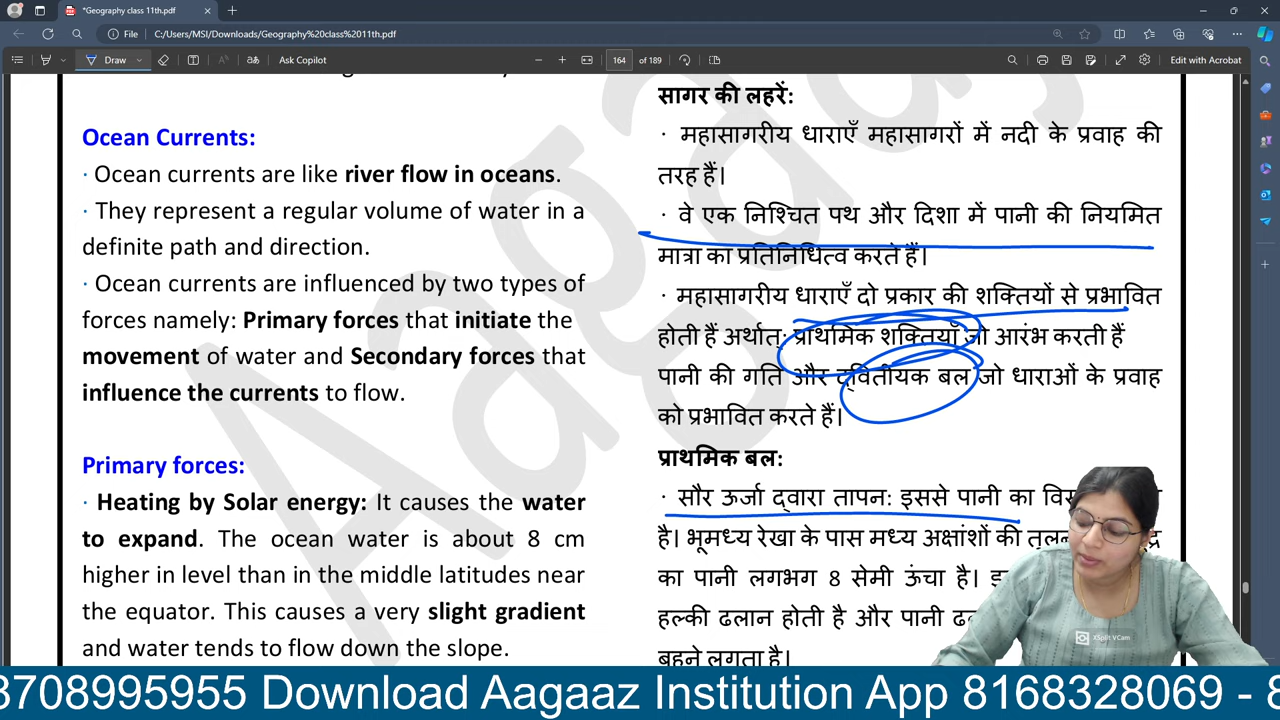 *Geography class 11th.pdf
File C:/Users/MSI/Downloads/Geography%20class%2011th.pdf
Draw Ask Copilot 164 of 189 Edit with Acrobat
Ocean Currents:
· Ocean currents are like river flow in oceans.
· They represent a regular volume of water in a
definite path and direction.
· Ocean currents are influenced by two types of
forces namely: Primary forces that initiate the
movement of water and Secondary forces that
influence the currents to flow.
Primary forces:
· Heating by Solar energy: It causes the water
to expand. The ocean water is about 8 cm
higher in level than in the middle latitudes near
the equator. This causes a very slight gradient
and water tends to flow down the slope.
सागर की लहरें:
· महासागरीय धाराएँ महासागरों में नदी के प्रवाह की
तरह हैं।
· वे एक निश्चित पथ और दिशा में पानी की नियमित
मात्रा का प्रतिनिधित्व करते हैं।
· महासागरीय धाराएँ दो प्रकार की शक्तियों से प्रभावित
होती हैं अर्थात: प्राथमिक शक्तियाँ जो आरंभ करती हैं
पानी की गति और द्वितीयक बल जो धाराओं के प्रवाह
को प्रभावित करते हैं।
प्राथमिक बल:
· सौर ऊर्जा द्वारा तापन: इससे पानी का
है। भूमध्य रेखा के पास मध्य अक्षांशों की
का पानी लगभग 8 सेमी ऊंचा है।
हल्की ढलान होती है और पानी
बहने लगता है।
XSplit VCam
8708995955 Download Aagaaz Institution App 8168328069 - 8